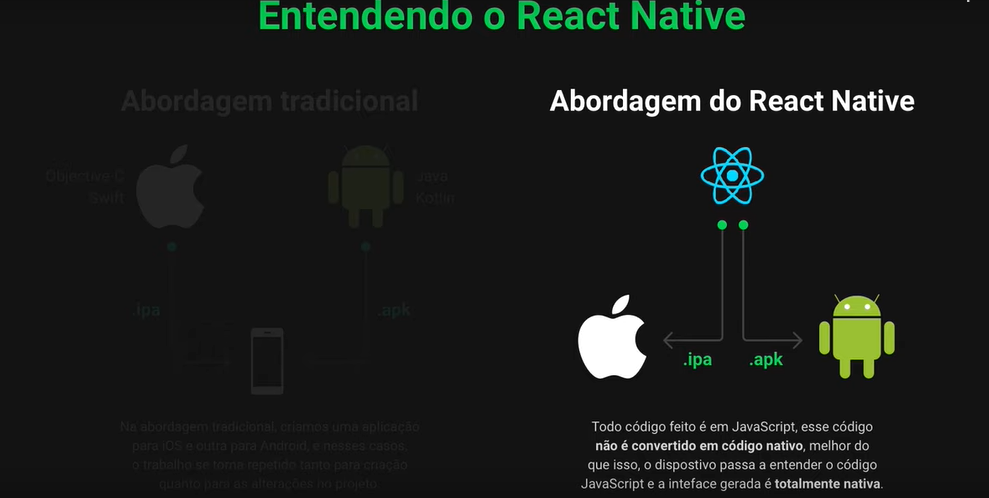 Entendendo o React Native
Abordagem tradicional
Objective C
Swift
Java
Kotlin
.ipa
.apk
Na abordagem tradicional, criamos uma aplicação
para iOS e outra para Android, e nesses casos,
o trabalho se torna repetido tanto para criação
quanto para as alterações no projeto.
Abordagem do React Native
.ipa
.apk
Todo código feito é em JavaScript, esse código
não é convertido em código nativo, melhor do
que isso, o dispostivo passa a entender o código
JavaScript e a inteface gerada é totalmente nativa.